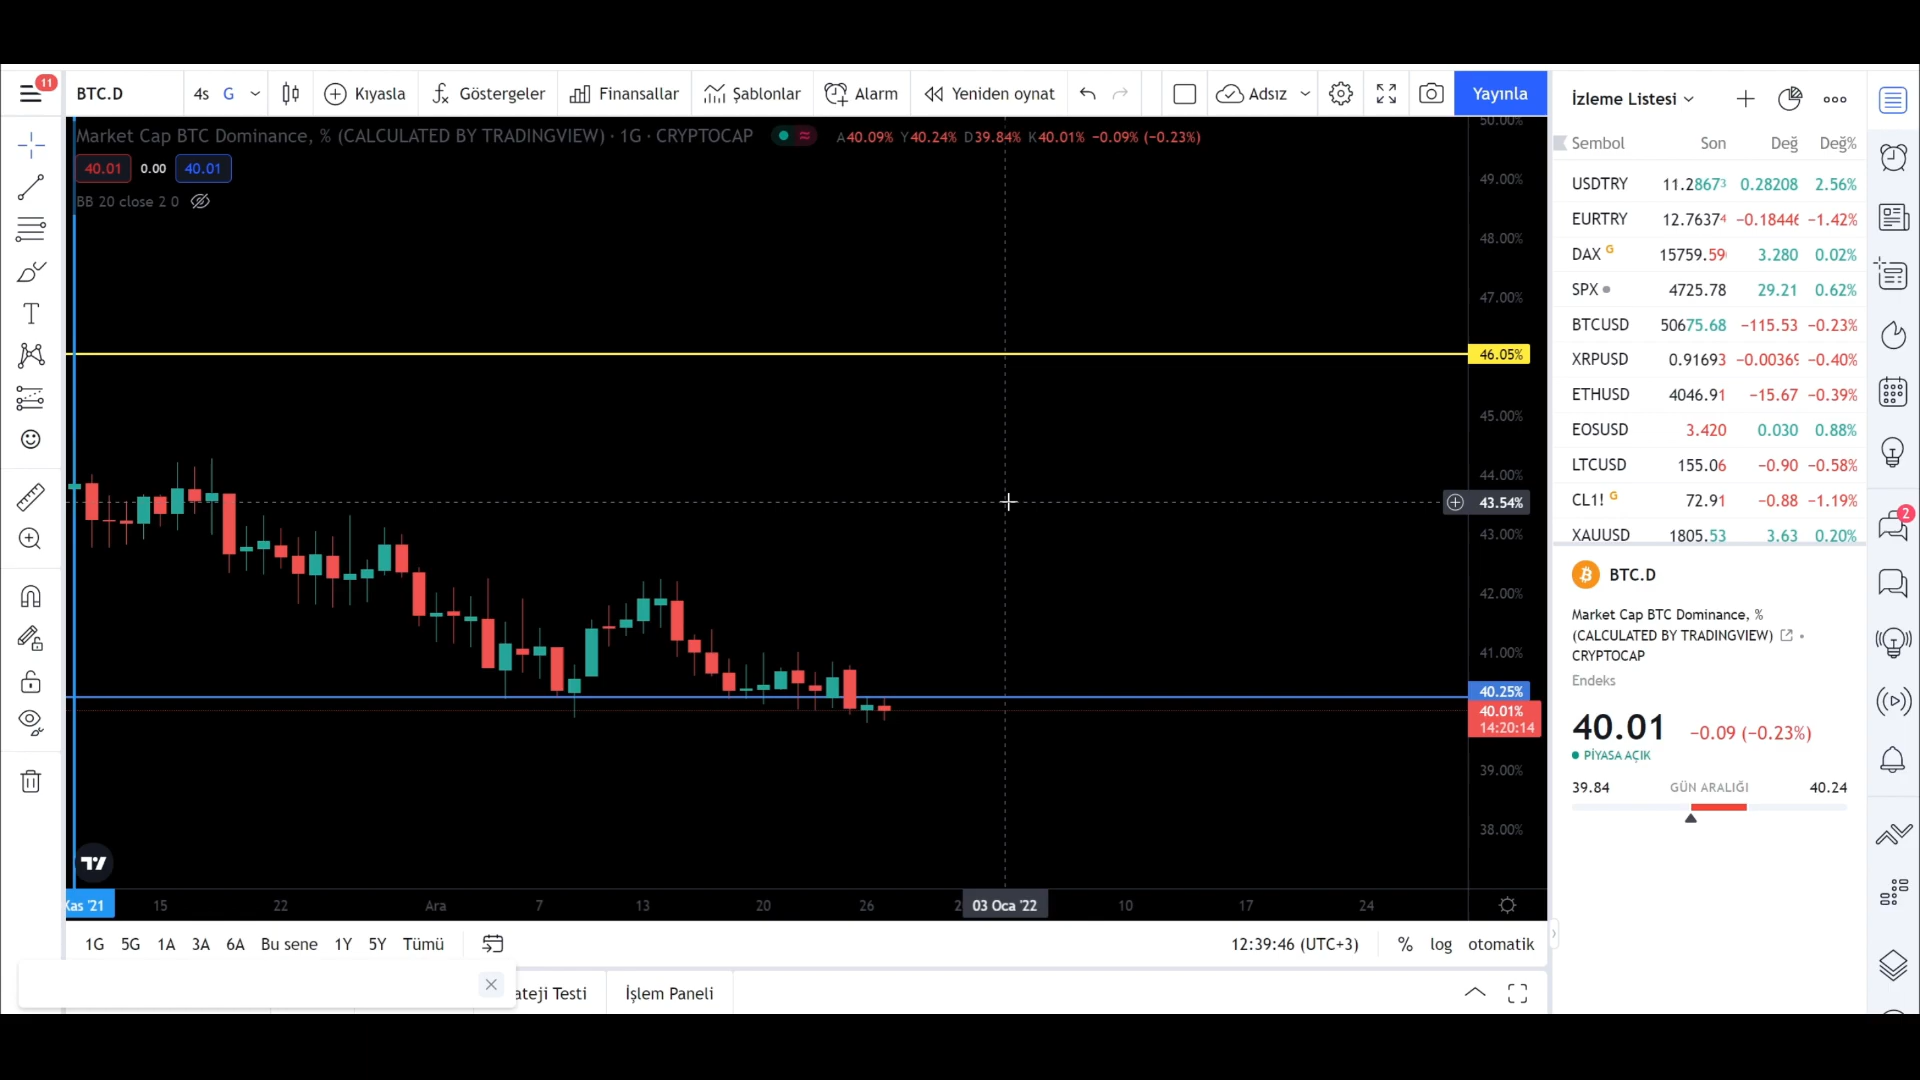 11
BTC.D
4s G
Kıyasla
Göstergeler
Finansallar
Şablonlar
Alarm
Yeniden oynat
Adsız
Yayınla
Market Cap BTC Dominance, % (CALCULATED BY TRADINGVIEW) · 1G · CRYPTOCAP
A40.09% Y40.24% D39.84% K40.01% −0.09% (−0.23%)
40.01 0.00 40.01
BB 20 close 2 0
50.00%
49.00%
48.00%
47.00%
46.05%
45.00%
44.00%
43.54%
43.00%
42.00%
41.00%
40.25%
40.01%
14:20:14
39.00%
38.00%
Kas '21 15 22 Ara 7 13 20 26 03 Oca '22 10 17 24
1G 5G 1A 3A 6A Bu sene 1Y 5Y Tümü
12:39:46 (UTC+3) % log otomatik
ateji Testi
İşlem Paneli
İzleme Listesi
Sembol Son Değ Değ%
USDTRY 11.28673 0.28208 2.56%
EURTRY 12.76374 −0.18446 −1.42%
DAX G 15759.59 3.280 0.02%
SPX 4725.78 29.21 0.62%
BTCUSD 50675.68 −115.53 −0.23%
XRPUSD 0.91693 −0.00369 −0.40%
ETHUSD 4046.91 −15.67 −0.39%
EOSUSD 3.420 0.030 0.88%
LTCUSD 155.06 −0.90 −0.58%
CL1! G 72.91 −0.88 −1.19%
XAUUSD 1805.53 3.63 0.20%
BTC.D
Market Cap BTC Dominance, %
(CALCULATED BY TRADINGVIEW)
CRYPTOCAP
Endeks
40.01 −0.09 (−0.23%)
PİYASA AÇIK
39.84 GÜN ARALIĞI 40.24
2